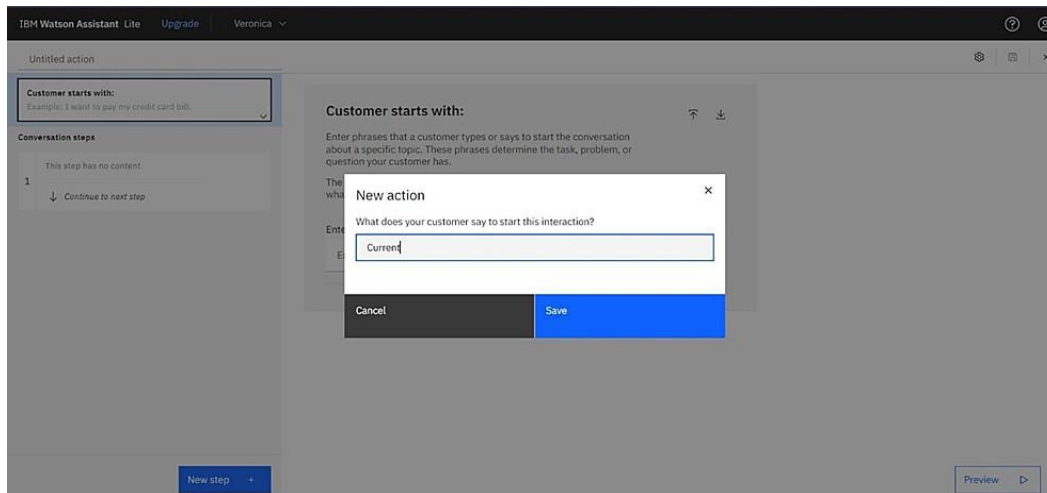 IBM Watson Assistant Lite Upgrade Veronica
Untitled action
Customer starts with:
Example: I want to pay my credit card bill.
Conversation steps
1
This step has no content
Continue to next step
New step +
Customer starts with:
Enter phrases that a customer types or says to start the conversation
about a specific topic. These phrases determine the task, problem, or
question your customer has.
The
New action
What does your customer say to start this interaction?
Current
Cancel
Save
Preview